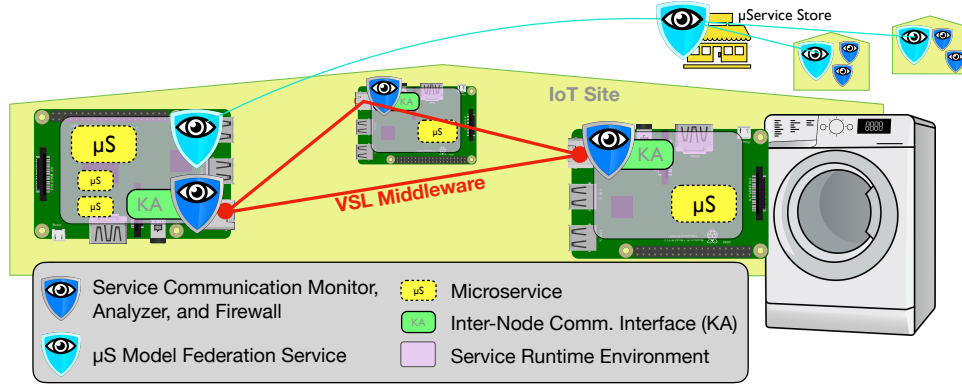 µService Store
IoT Site
KA
µS
µS
KA
µS
µS
µS
KA
µS
VSL Middleware
Service Communication Monitor,
Analyzer, and Firewall
µS
Microservice
KA
Inter-Node Comm. Interface (KA)
µS Model Federation Service
Service Runtime Environment